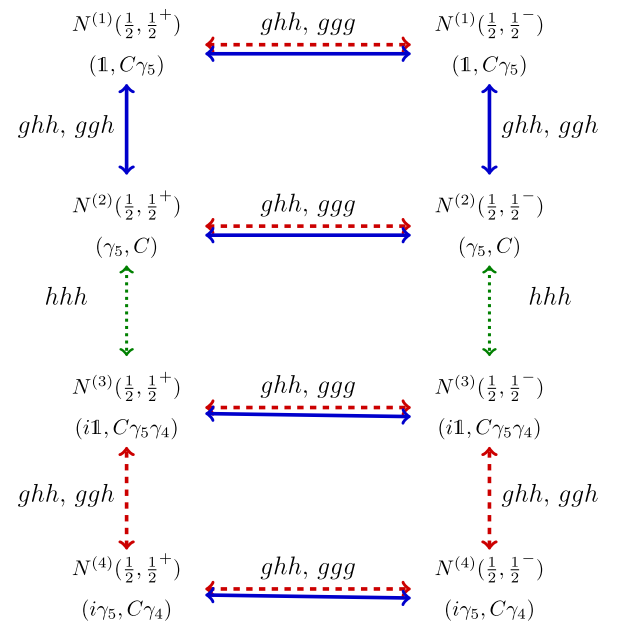 N⁽¹⁾(½, ½⁺) ghh, ggg N⁽¹⁾(½, ½⁻)
(𝟙, Cγ₅) (𝟙, Cγ₅)
ghh, ggh ghh, ggh
N⁽²⁾(½, ½⁺) ghh, ggg N⁽²⁾(½, ½⁻)
(γ₅, C) (γ₅, C)
hhh hhh
N⁽³⁾(½, ½⁺) ghh, ggg N⁽³⁾(½, ½⁻)
(i𝟙, Cγ₅γ₄) (i𝟙, Cγ₅γ₄)
ghh, ggh ghh, ggh
N⁽⁴⁾(½, ½⁺) ghh, ggg N⁽⁴⁾(½, ½⁻)
(iγ₅, Cγ₄) (iγ₅, Cγ₄)